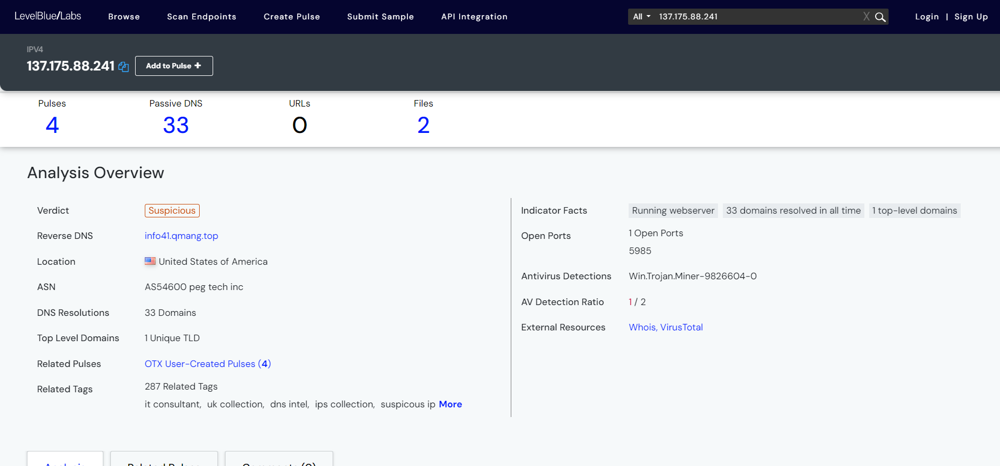 LevelBlue/Labs Browse Scan Endpoints Create Pulse Submit Sample API Integration All 137.175.88.241 X Login | Sign Up
IPV4
137.175.88.241 Add to Pulse +
Pulses Passive DNS URLs Files
4 33 0 2
Analysis Overview
Verdict Suspicious
Reverse DNS info41.qmang.top
Location United States of America
ASN AS54600 peg tech inc
DNS Resolutions 33 Domains
Top Level Domains 1 Unique TLD
Related Pulses OTX User-Created Pulses (4)
Related Tags 287 Related Tags
it consultant, uk collection, dns intel, ips collection, suspicous ip More
Indicator Facts Running webserver 33 domains resolved in all time 1 top-level domains
Open Ports 1 Open Ports
5985
Antivirus Detections Win.Trojan.Miner-9826604-0
AV Detection Ratio 1 / 2
External Resources Whois, VirusTotal
Analysis Related Pulses Comments (0)